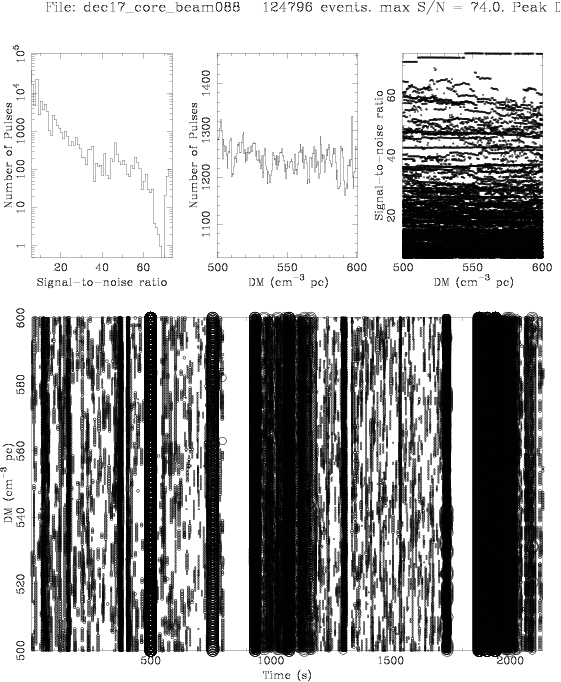 File: dec17_core_beam088 124796 events. max S/N = 74.0. Peak D
Number of Pulses
1 10 100 1000 10⁴ 10⁵
20 40 60
Signal−to−noise ratio
Number of Pulses
1100 1200 1300 1400
500 550 600
DM (cm⁻³ pc)
Signal−to−noise ratio
20 40 60
500 550 600
DM (cm⁻³ pc)
DM (cm⁻³ pc)
500 520 540 560 580 600
500 1000 1500 2000
Time (s)